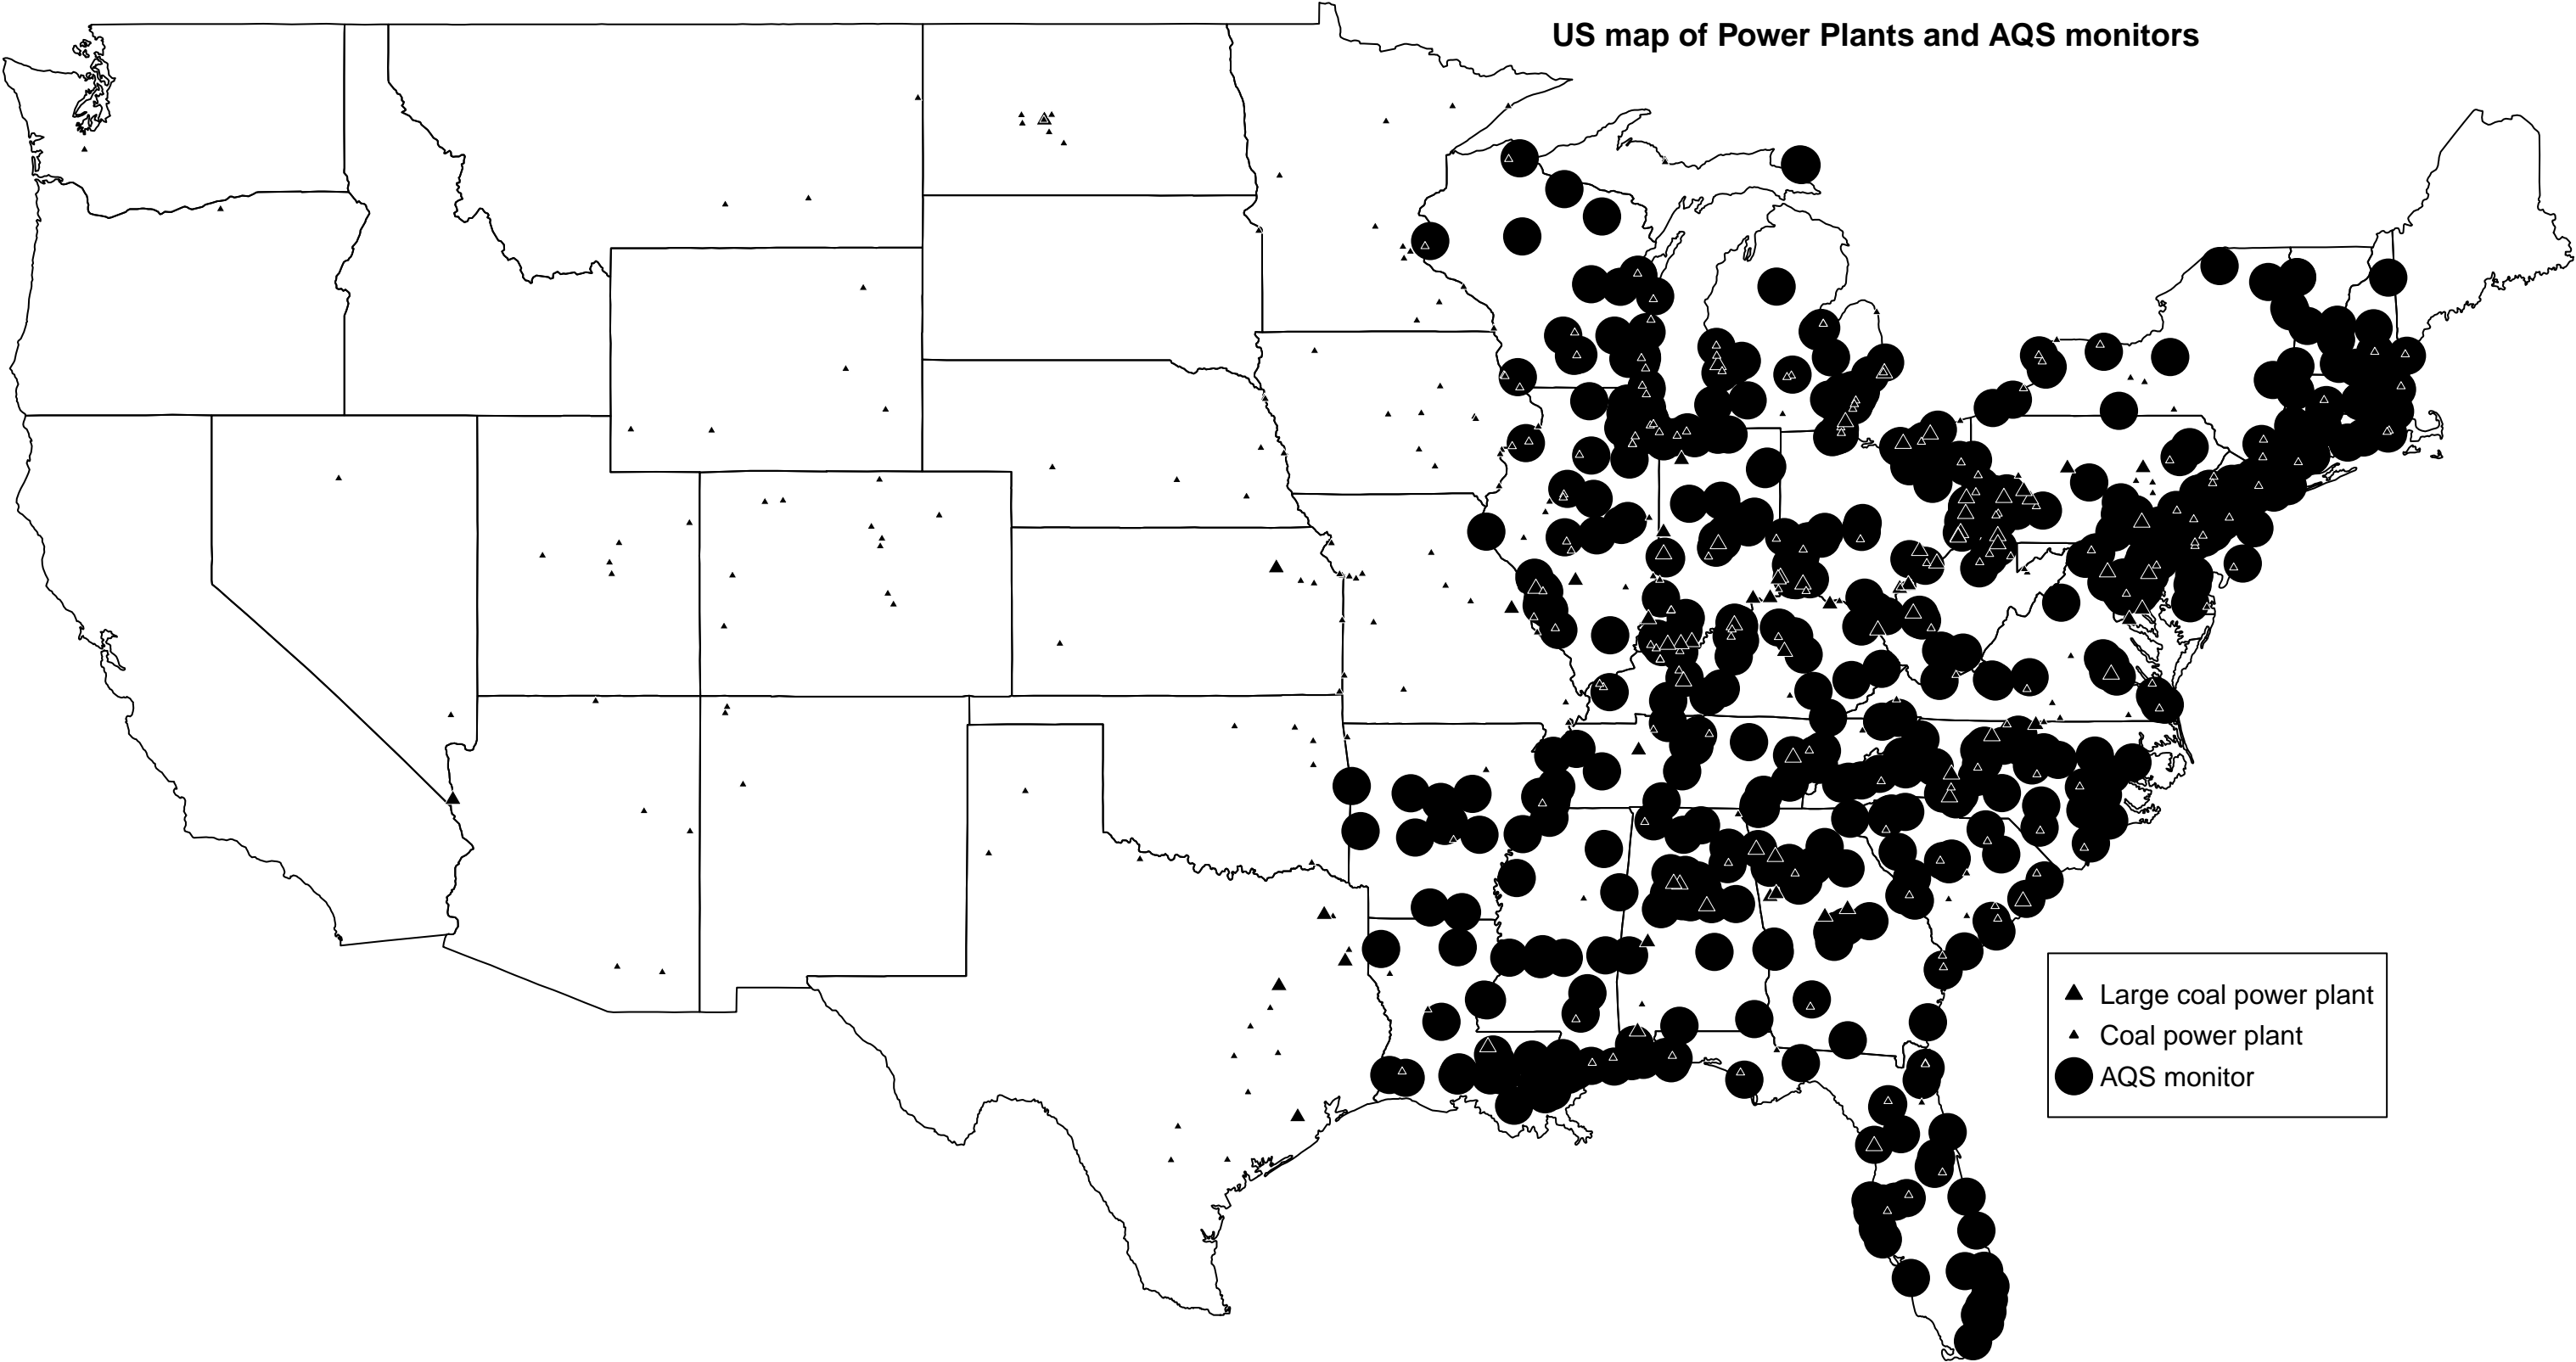 US map of Power Plants and AQS monitors
Large coal power plant
Coal power plant
AQS monitor